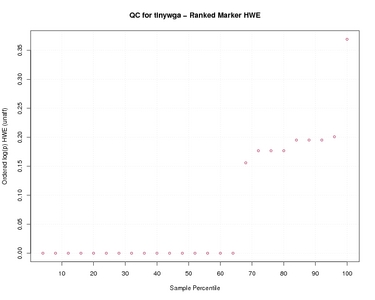 QC for tinywga – Ranked Marker HWE
Ordered log(p) HWE (unaff)
0.35
0.30
0.25
0.20
0.15
0.10
0.05
0.00
10 20 30 40 50 60 70 80 90 100
Sample Percentile